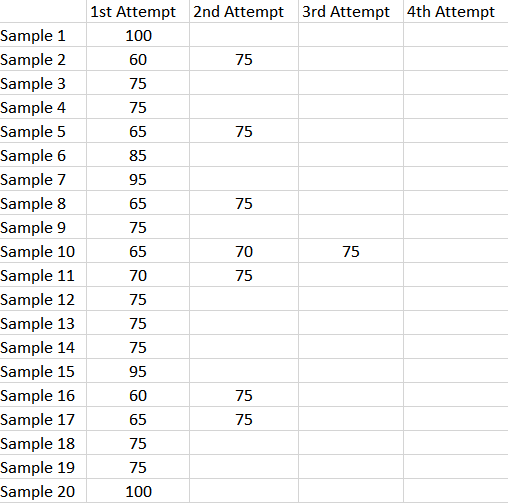 1st Attempt 2nd Attempt 3rd Attempt 4th Attempt
Sample 1 100
Sample 2 60 75
Sample 3 75
Sample 4 75
Sample 5 65 75
Sample 6 85
Sample 7 95
Sample 8 65 75
Sample 9 75
Sample 10 65 70 75
Sample 11 70 75
Sample 12 75
Sample 13 75
Sample 14 75
Sample 15 95
Sample 16 60 75
Sample 17 65 75
Sample 18 75
Sample 19 75
Sample 20 100